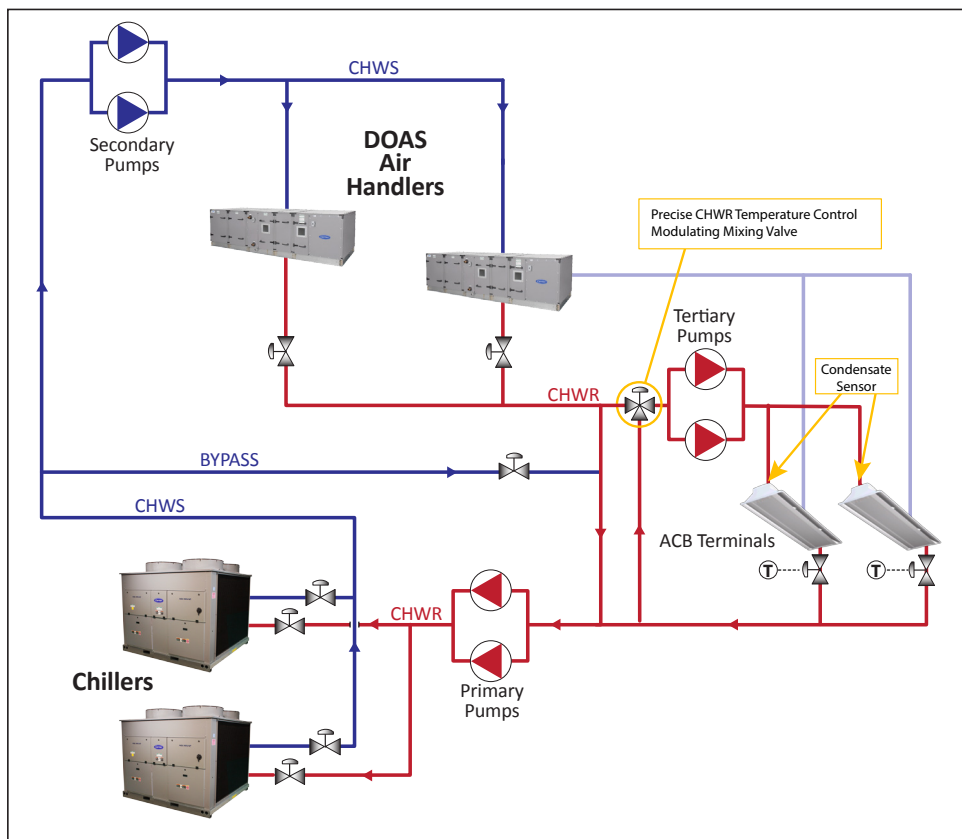 CHWS
Secondary
Pumps
DOAS
Air
Handlers
Precise CHWR Temperature Control
Modulating Mixing Valve
Tertiary
Pumps
Condensate
Sensor
CHWR
BYPASS
CHWS
ACB Terminals
T
T
CHWR
Chillers
Primary
Pumps